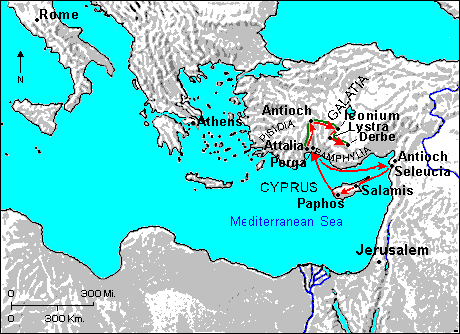 Rome
N
Athens
Antioch
GALATIA
Iconium
Lystra
Derbe
PISIDIA
Attalia
Perga
PAMPHYLIA
Antioch
Seleucia
CYPRUS
Salamis
Paphos
Mediterranean Sea
Jerusalem
0 300 Mi.
0 300 Km.